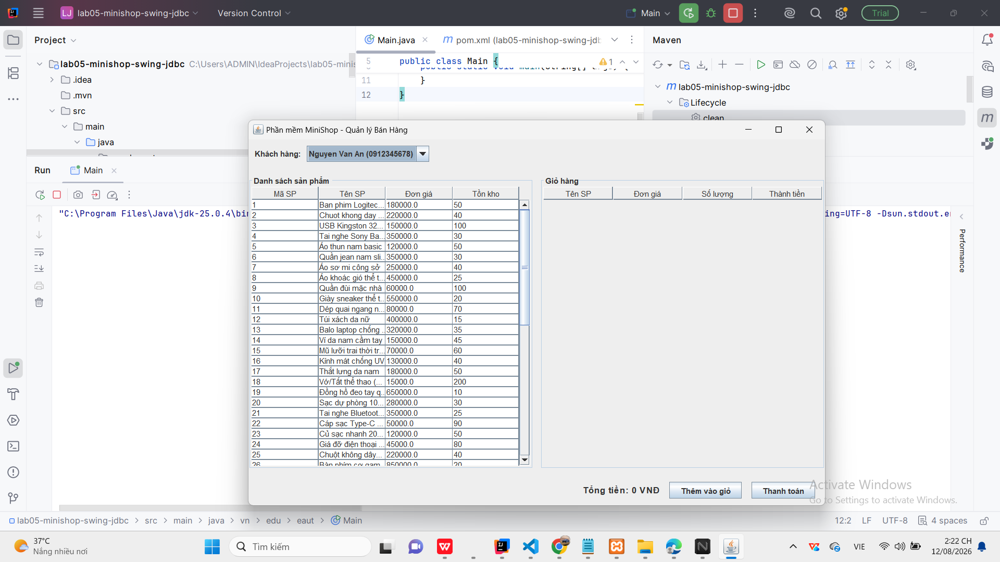 LJ lab05-minishop-swing-jdbc Version Control Main Trial
Project
lab05-minishop-swing-jdbc C:\Users\ADMIN\IdeaProjects\lab05-minis
.idea
.mvn
src
main
java
Main.java
pom.xml (lab05-minishop-swing-jdb
5 public class Main {
1
11 }
12 }
Maven
lab05-minishop-swing-jdbc
Lifecycle
clean
Run Main
"C:\Program Files\Java\jdk-25.0.4\bin
ing=UTF-8 -Dsun.stdout.e
Performance
Phần mềm MiniShop - Quản lý Bán Hàng
Khách hàng: Nguyen Van An (0912345678)
Danh sách sản phẩm
Mã SP Tên SP Đơn giá Tồn kho
1 Ban phim Logitec... 180000.0 50
2 Chuot khong day ... 220000.0 40
3 USB Kingston 32... 150000.0 100
4 Tai nghe Sony Ba... 350000.0 30
5 Áo thun nam basic 120000.0 50
6 Quần jean nam sli... 350000.0 30
7 Áo sơ mi công sở 250000.0 40
8 Áo khoác gió thể t... 450000.0 25
9 Quần đùi mặc nhà 60000.0 100
10 Giày sneaker thể t... 550000.0 20
11 Dép quai ngang n... 80000.0 70
12 Túi xách da nữ 400000.0 15
13 Balo laptop chống ... 320000.0 35
14 Ví da nam cầm tay 150000.0 45
15 Mũ lưỡi trai thời tr... 70000.0 60
16 Kính mát chống UV 130000.0 40
17 Thắt lưng da nam 180000.0 50
18 Vớ/Tất thể thao (... 15000.0 200
19 Đồng hồ đeo tay q... 650000.0 10
20 Sạc dự phòng 10... 280000.0 30
21 Tai nghe Bluetoot... 350000.0 25
22 Cáp sạc Type-C ... 50000.0 90
23 Củ sạc nhanh 20... 120000.0 50
24 Giá đỡ điện thoại ... 45000.0 80
25 Chuột không dây... 220000.0 40
26 Bàn phím cơ gam... 850000.0 20
Giỏ hàng
Tên SP Đơn giá Số lượng Thành tiền
Tổng tiền: 0 VNĐ Thêm vào giỏ Thanh toán
Activate Windows
Go to Settings to activate Windows.
lab05-minishop-swing-jdbc > src > main > java > vn > edu > eaut > Main
12:2 LF UTF-8 4 spaces
37°C
Nắng nhiều nơi
Tìm kiếm
VIE
2:22 CH
12/08/2026